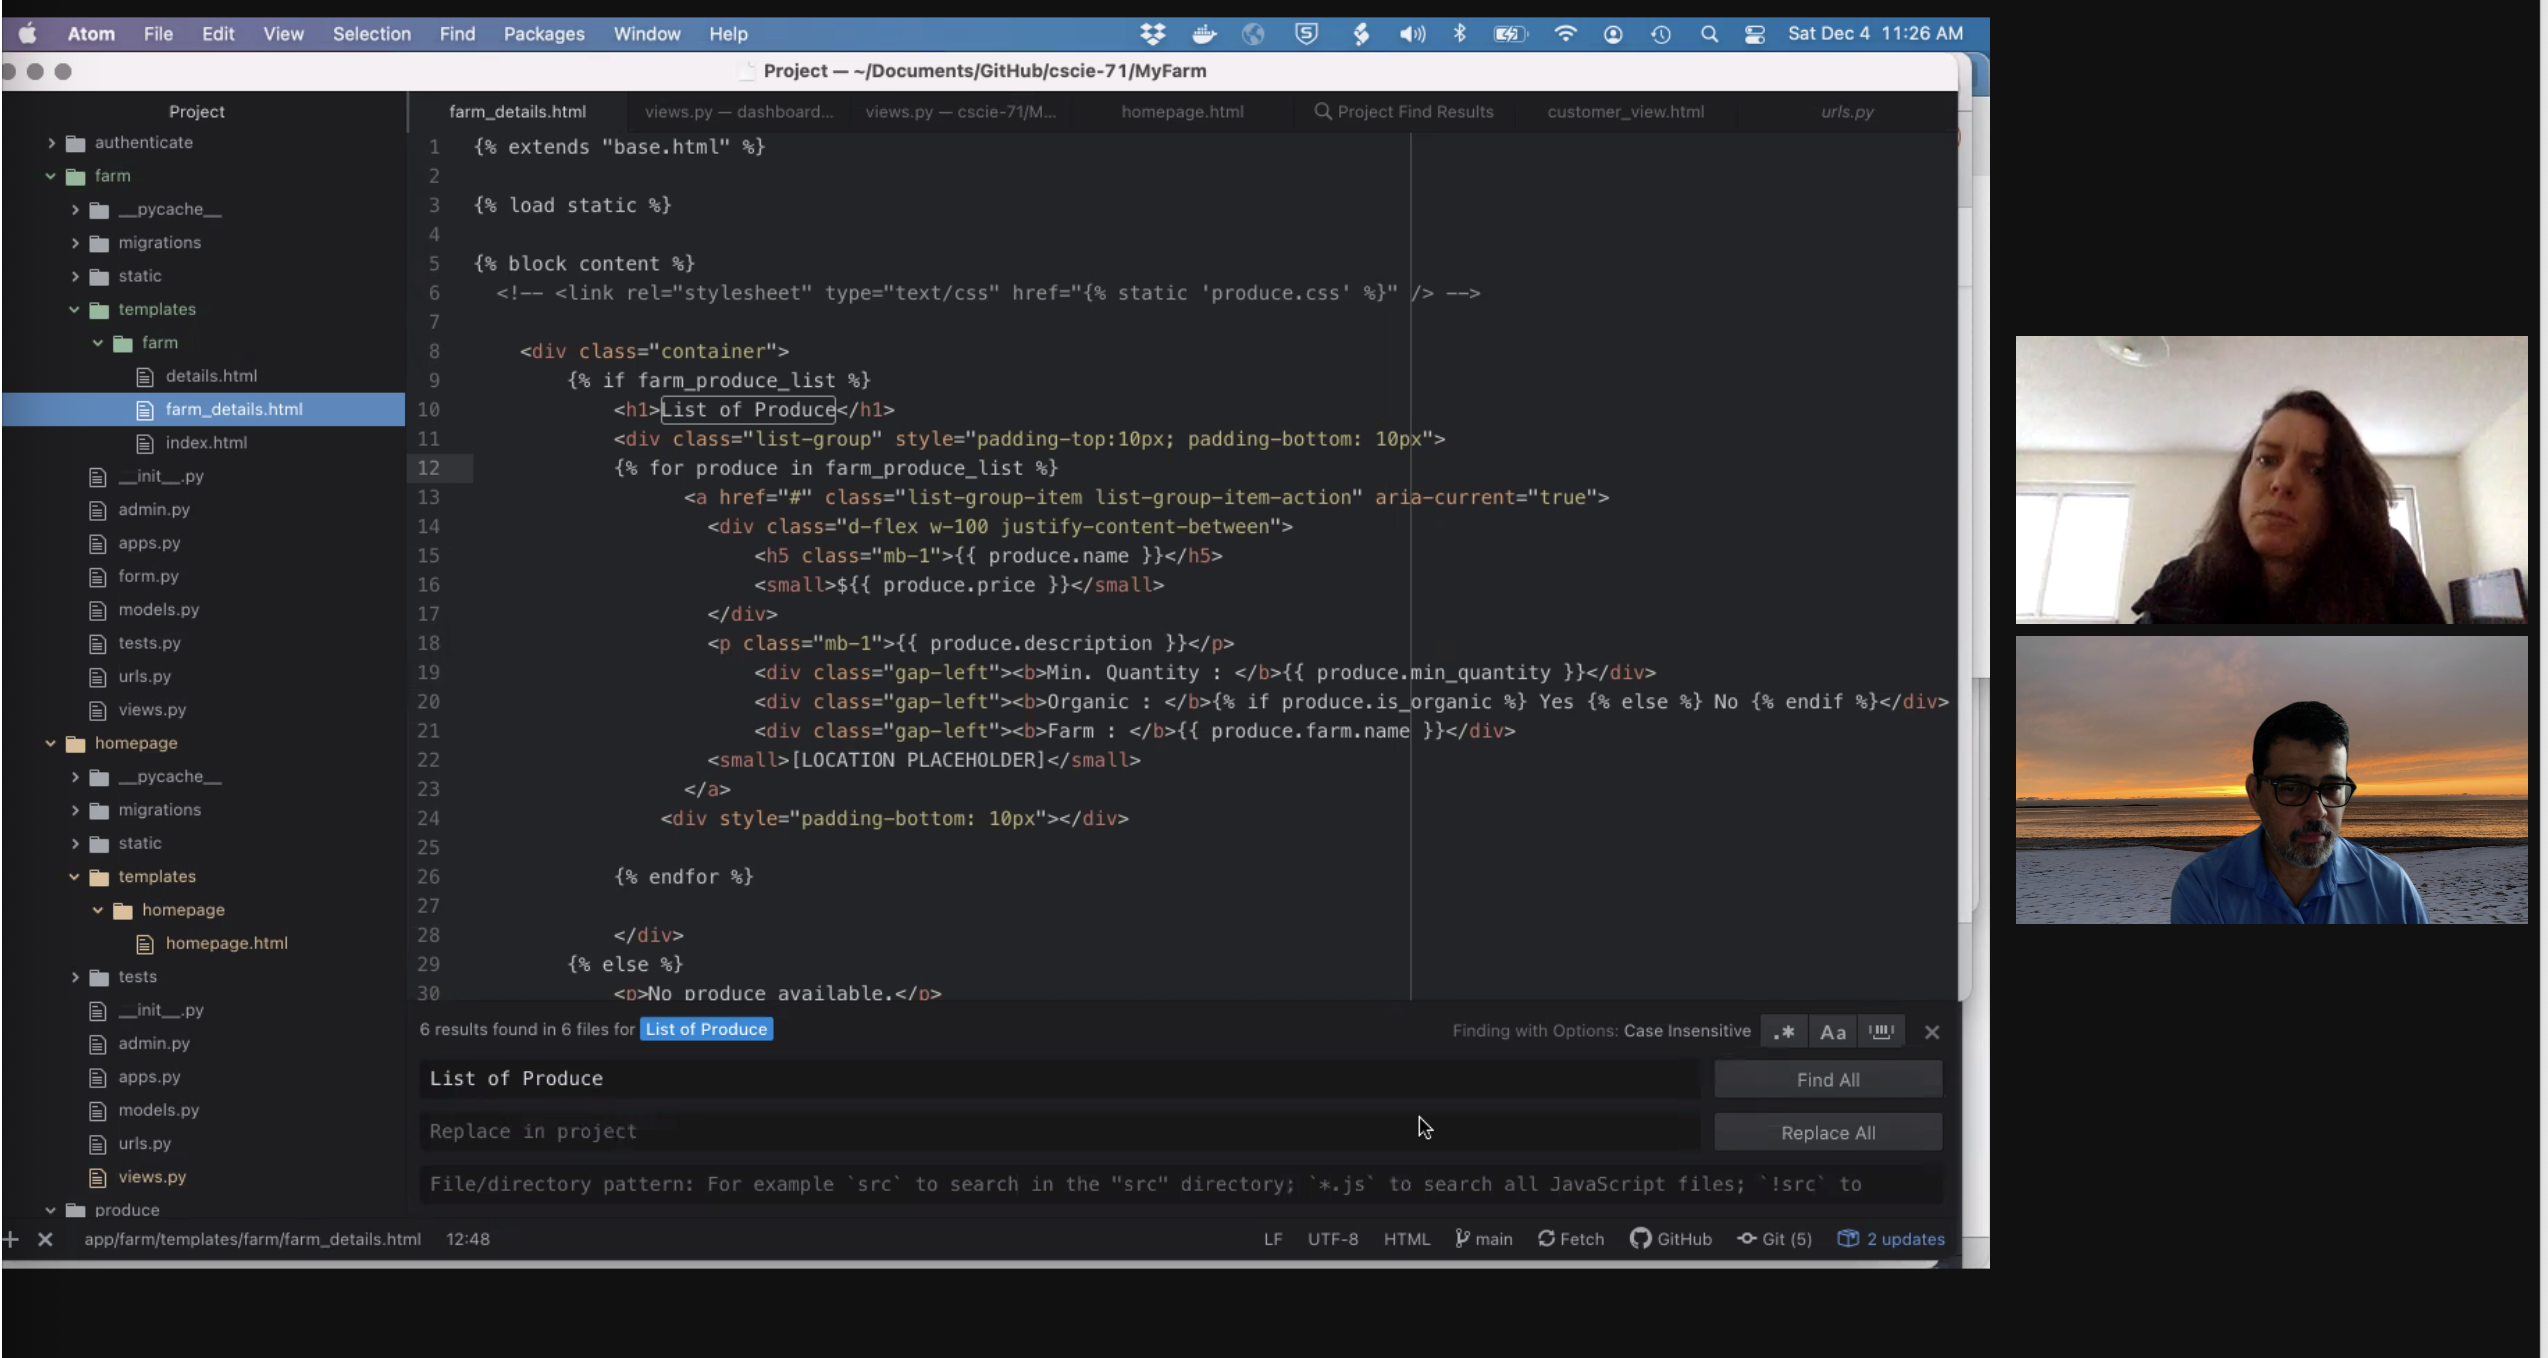 Atom File Edit View Selection Find Packages Window Help Sat Dec 4 11:26 AM
Project — ~/Documents/GitHub/cscie-71/MyFarm
Project
authenticate
farm
__pycache__
migrations
static
templates
farm
details.html
farm_details.html
index.html
__init__.py
admin.py
apps.py
form.py
models.py
tests.py
urls.py
views.py
homepage
__pycache__
migrations
static
templates
homepage
homepage.html
tests
__init__.py
admin.py
apps.py
models.py
urls.py
views.py
produce
farm_details.html views.py — dashboard... views.py — cscie-71/M... homepage.html Project Find Results customer_view.html urls.py
1 {% extends "base.html" %}
2
3 {% load static %}
4
5 {% block content %}
6 <!-- <link rel="stylesheet" type="text/css" href="{% static 'produce.css' %}" /> -->
7
8 <div class="container">
9 {% if farm_produce_list %}
10 <h1>List of Produce</h1>
11 <div class="list-group" style="padding-top:10px; padding-bottom: 10px">
12 {% for produce in farm_produce_list %}
13 <a href="#" class="list-group-item list-group-item-action" aria-current="true">
14 <div class="d-flex w-100 justify-content-between">
15 <h5 class="mb-1">{{ produce.name }}</h5>
16 <small>${{ produce.price }}</small>
17 </div>
18 <p class="mb-1">{{ produce.description }}</p>
19 <div class="gap-left"><b>Min. Quantity : </b>{{ produce.min_quantity }}</div>
20 <div class="gap-left"><b>Organic : </b>{% if produce.is_organic %} Yes {% else %} No {% endif %}</div>
21 <div class="gap-left"><b>Farm : </b>{{ produce.farm.name }}</div>
22 <small>[LOCATION PLACEHOLDER]</small>
23 </a>
24 <div style="padding-bottom: 10px"></div>
25
26 {% endfor %}
27
28 </div>
29 {% else %}
30 <p>No produce available.</p>
6 results found in 6 files for List of Produce Finding with Options: Case Insensitive .* Aa
List of Produce Find All
Replace in project Replace All
File/directory pattern: For example `src` to search in the "src" directory; `*.js` to search all JavaScript files; `!src` to
app/farm/templates/farm/farm_details.html 12:48 LF UTF-8 HTML main Fetch GitHub Git (5) 2 updates